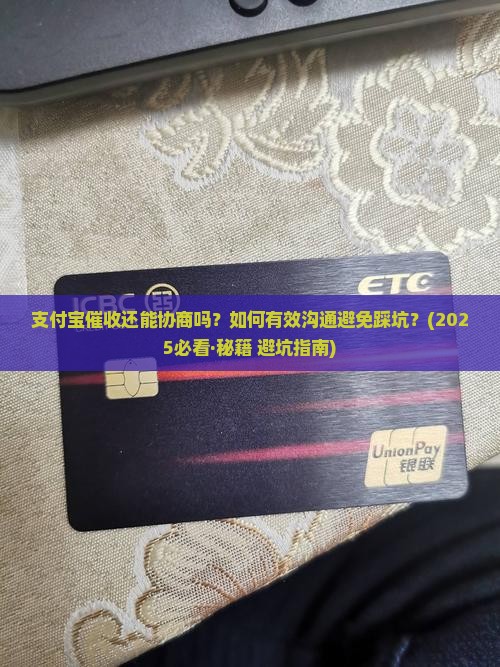 ETC
ICBC
支付宝催收还能协商吗？如何有效沟通避免踩坑？(202
5必看·秘籍 避坑指南)
UnionPay
银联